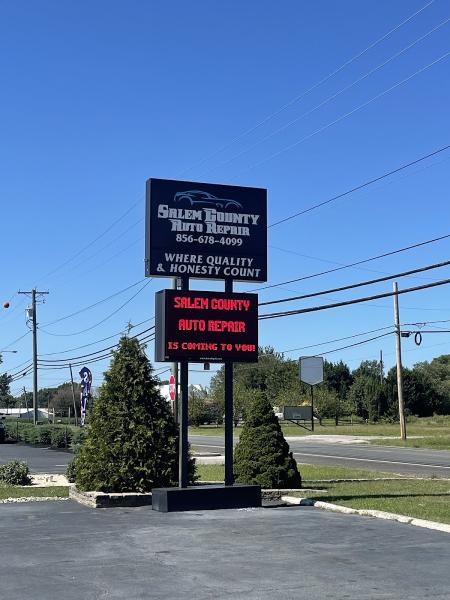 Salem County
Auto Repair
856-678-4099
WHERE QUALITY
& HONESTY COUNT
SALEM COUNTY
AUTO REPAIR
IS COMING TO YOU!